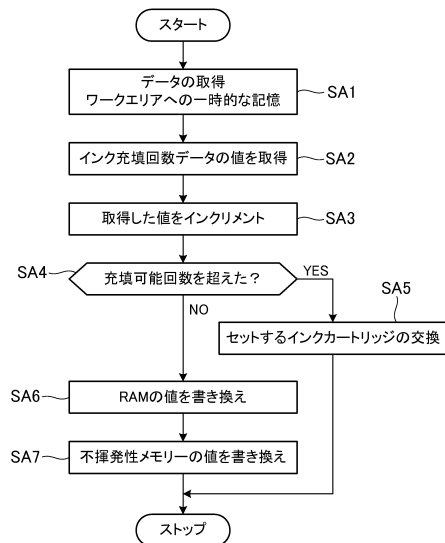 スタート
データの取得
ワークエリアへの一時的な記憶
SA1
インク充填回数データの値を取得
SA2
取得した値をインクリメント
SA3
SA4
充填可能回数を超えた？
YES
NO
SA5
セットするインクカートリッジの交換
SA6
RAMの値を書き換え
SA7
不揮発性メモリーの値を書き換え
ストップ